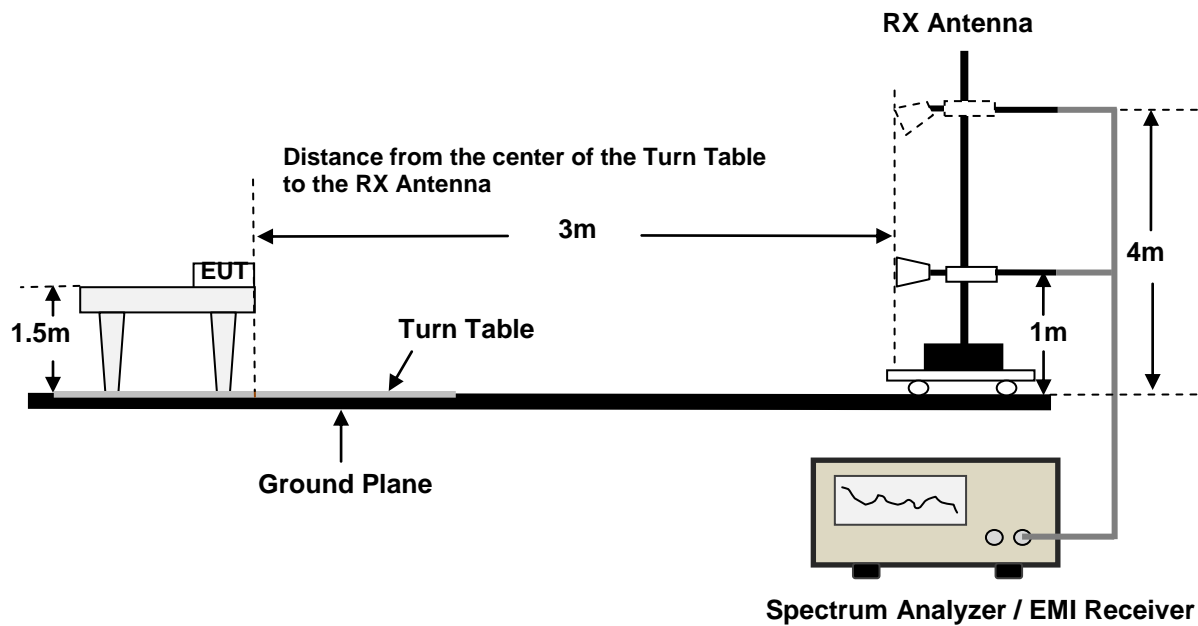 RX Antenna
Distance from the center of the Turn Table
to the RX Antenna
3m
4m
EUT
1.5m
Turn Table
1m
Ground Plane
Spectrum Analyzer / EMI Receiver